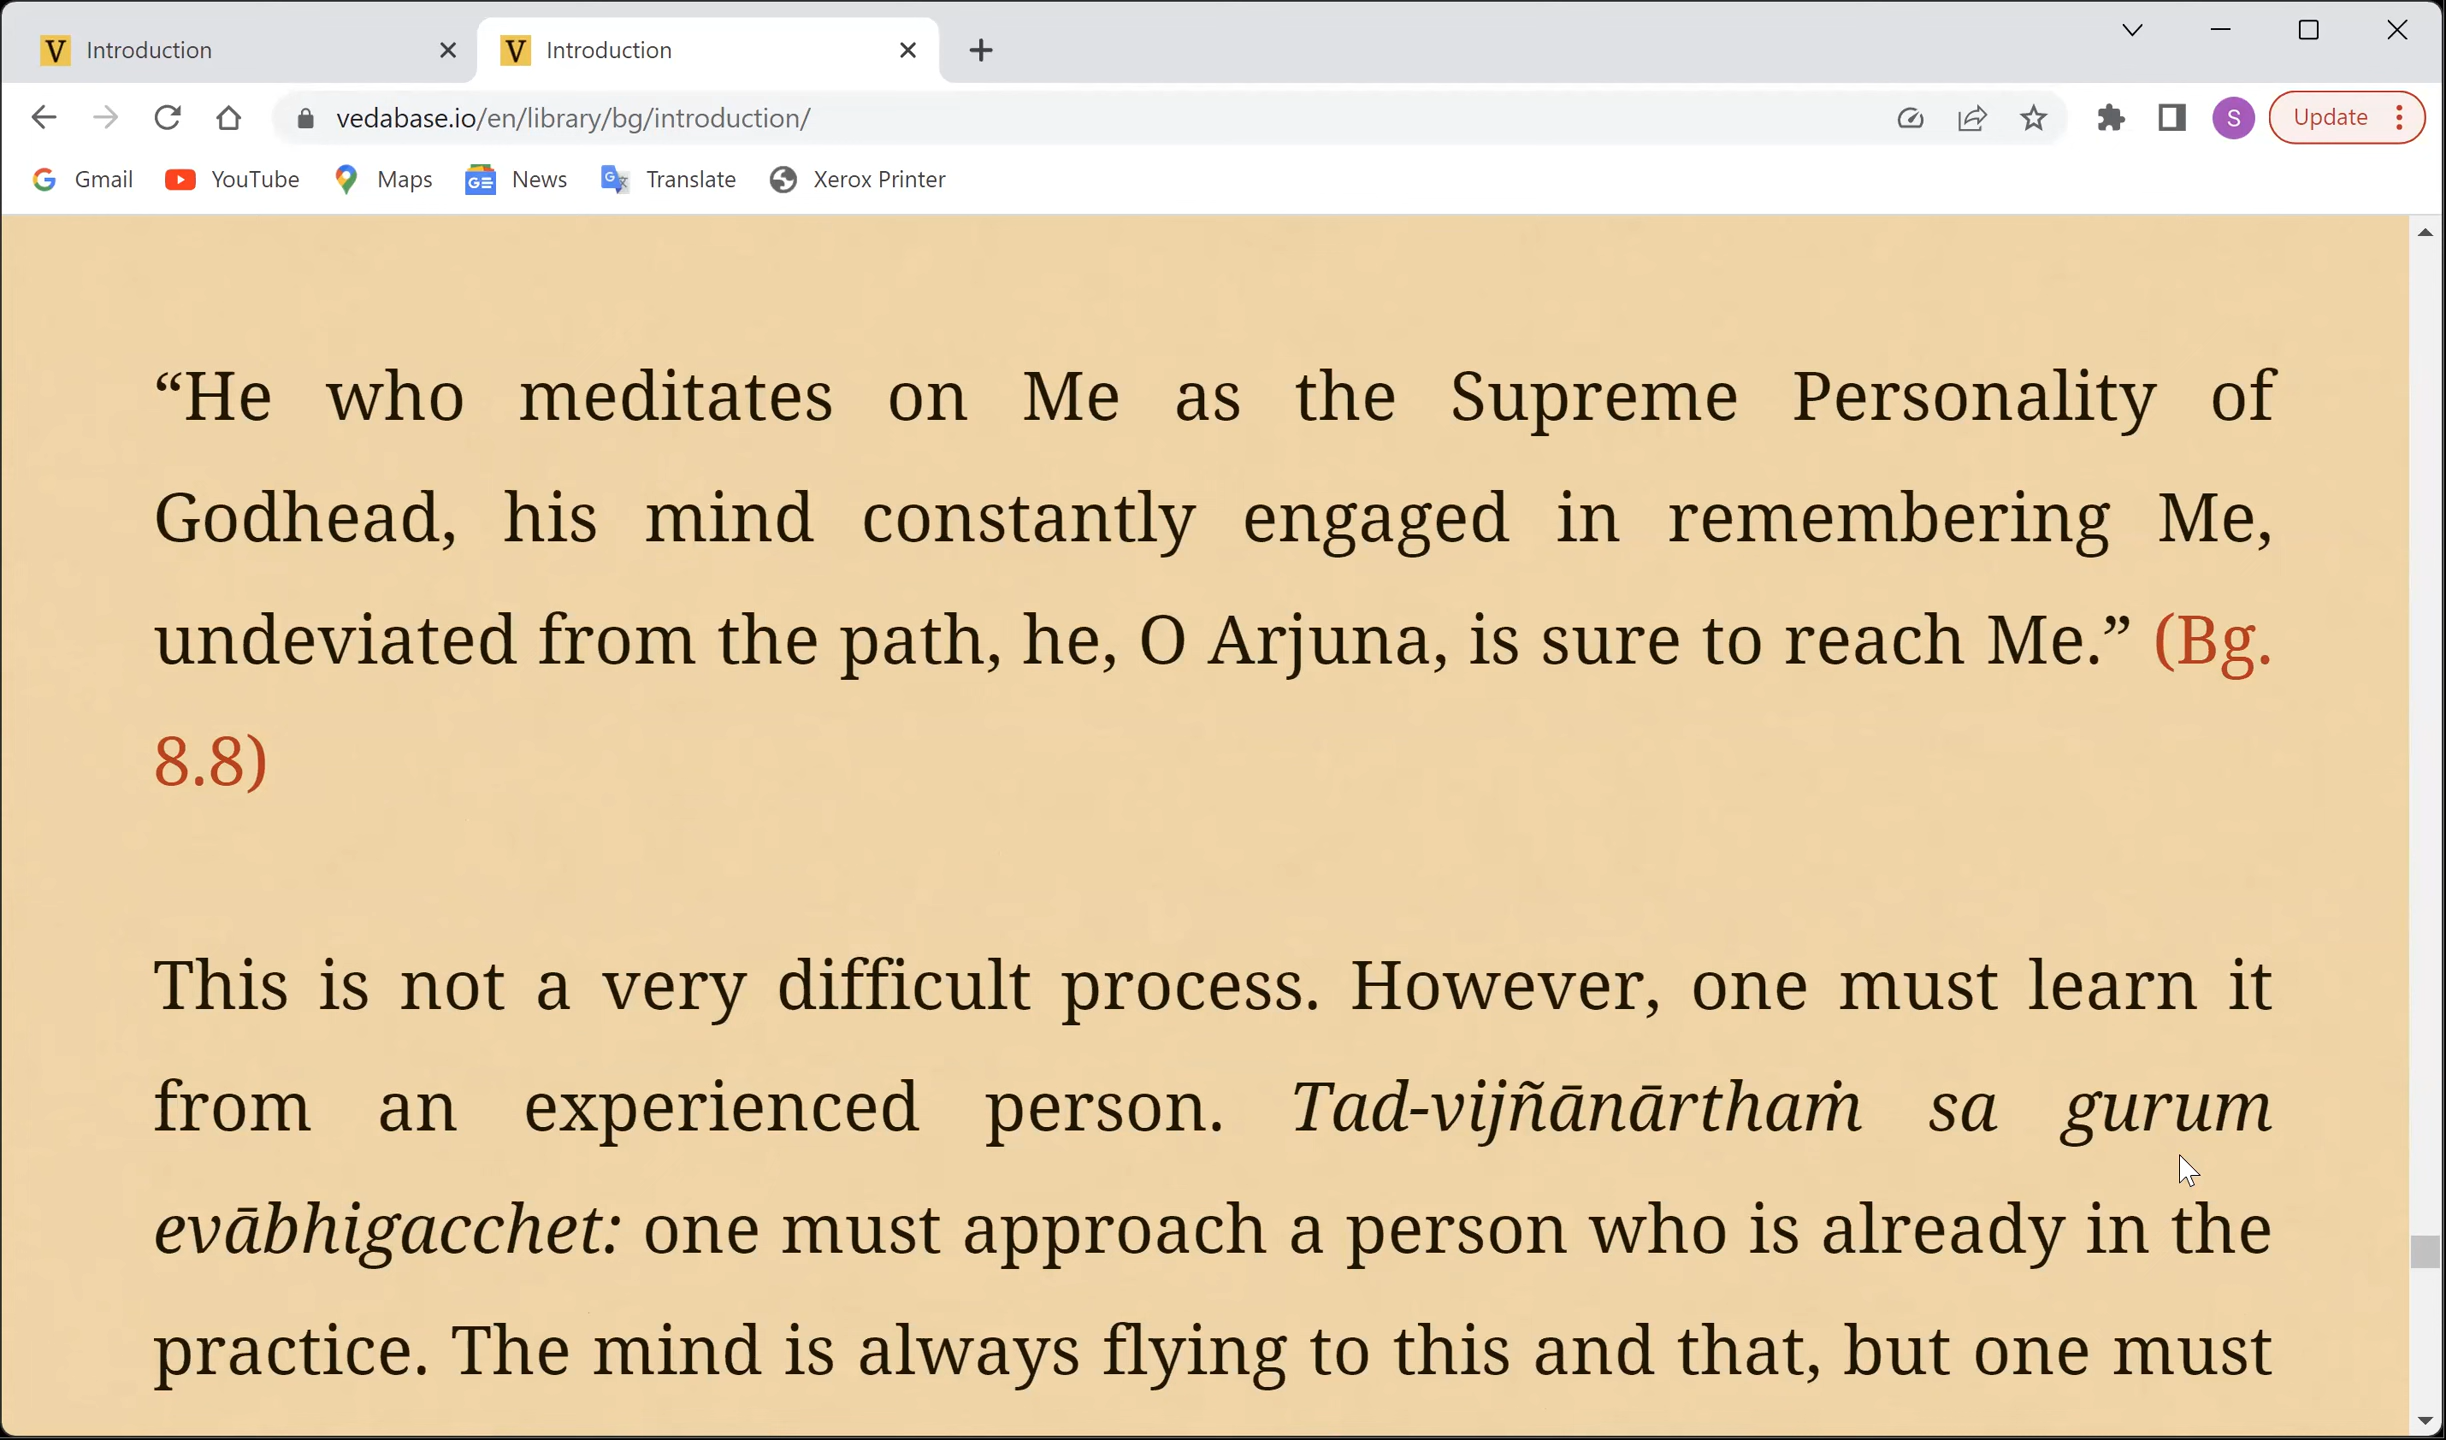 Introduction
Introduction
vedabase.io/en/library/bg/introduction/
S
Update
Gmail
YouTube
Maps
News
Translate
Xerox Printer
“He who meditates on Me as the Supreme Personality of
Godhead, his mind constantly engaged in remembering Me,
undeviated from the path, he, O Arjuna, is sure to reach Me.” (Bg.
8.8)
This is not a very difficult process. However, one must learn it
from an experienced person. Tad-vijñānārthaṁ sa gurum
evābhigacchet: one must approach a person who is already in the
practice. The mind is always flying to this and that, but one must